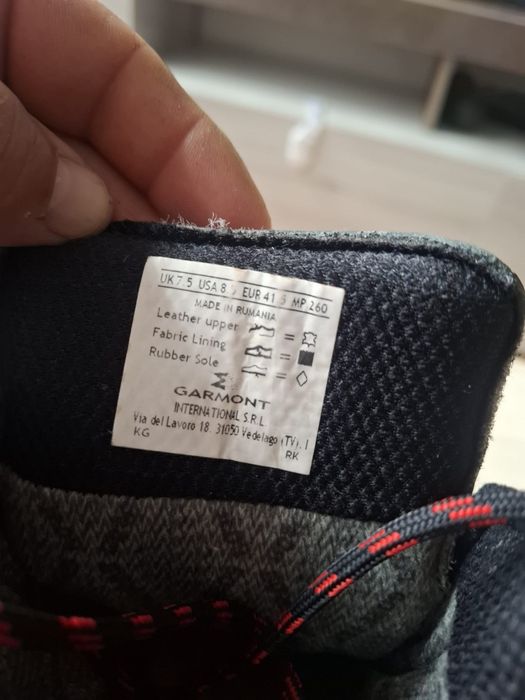 UK 7.5 USA 8.5 EUR 41.5 MP 260
MADE IN RUMANIA
Leather upper =
Fabric Lining =
Rubber Sole =
GARMONT
INTERNATIONAL S.R.L.
Via del Lavoro 18. 31050 Vedelago (TV). I
KG RK